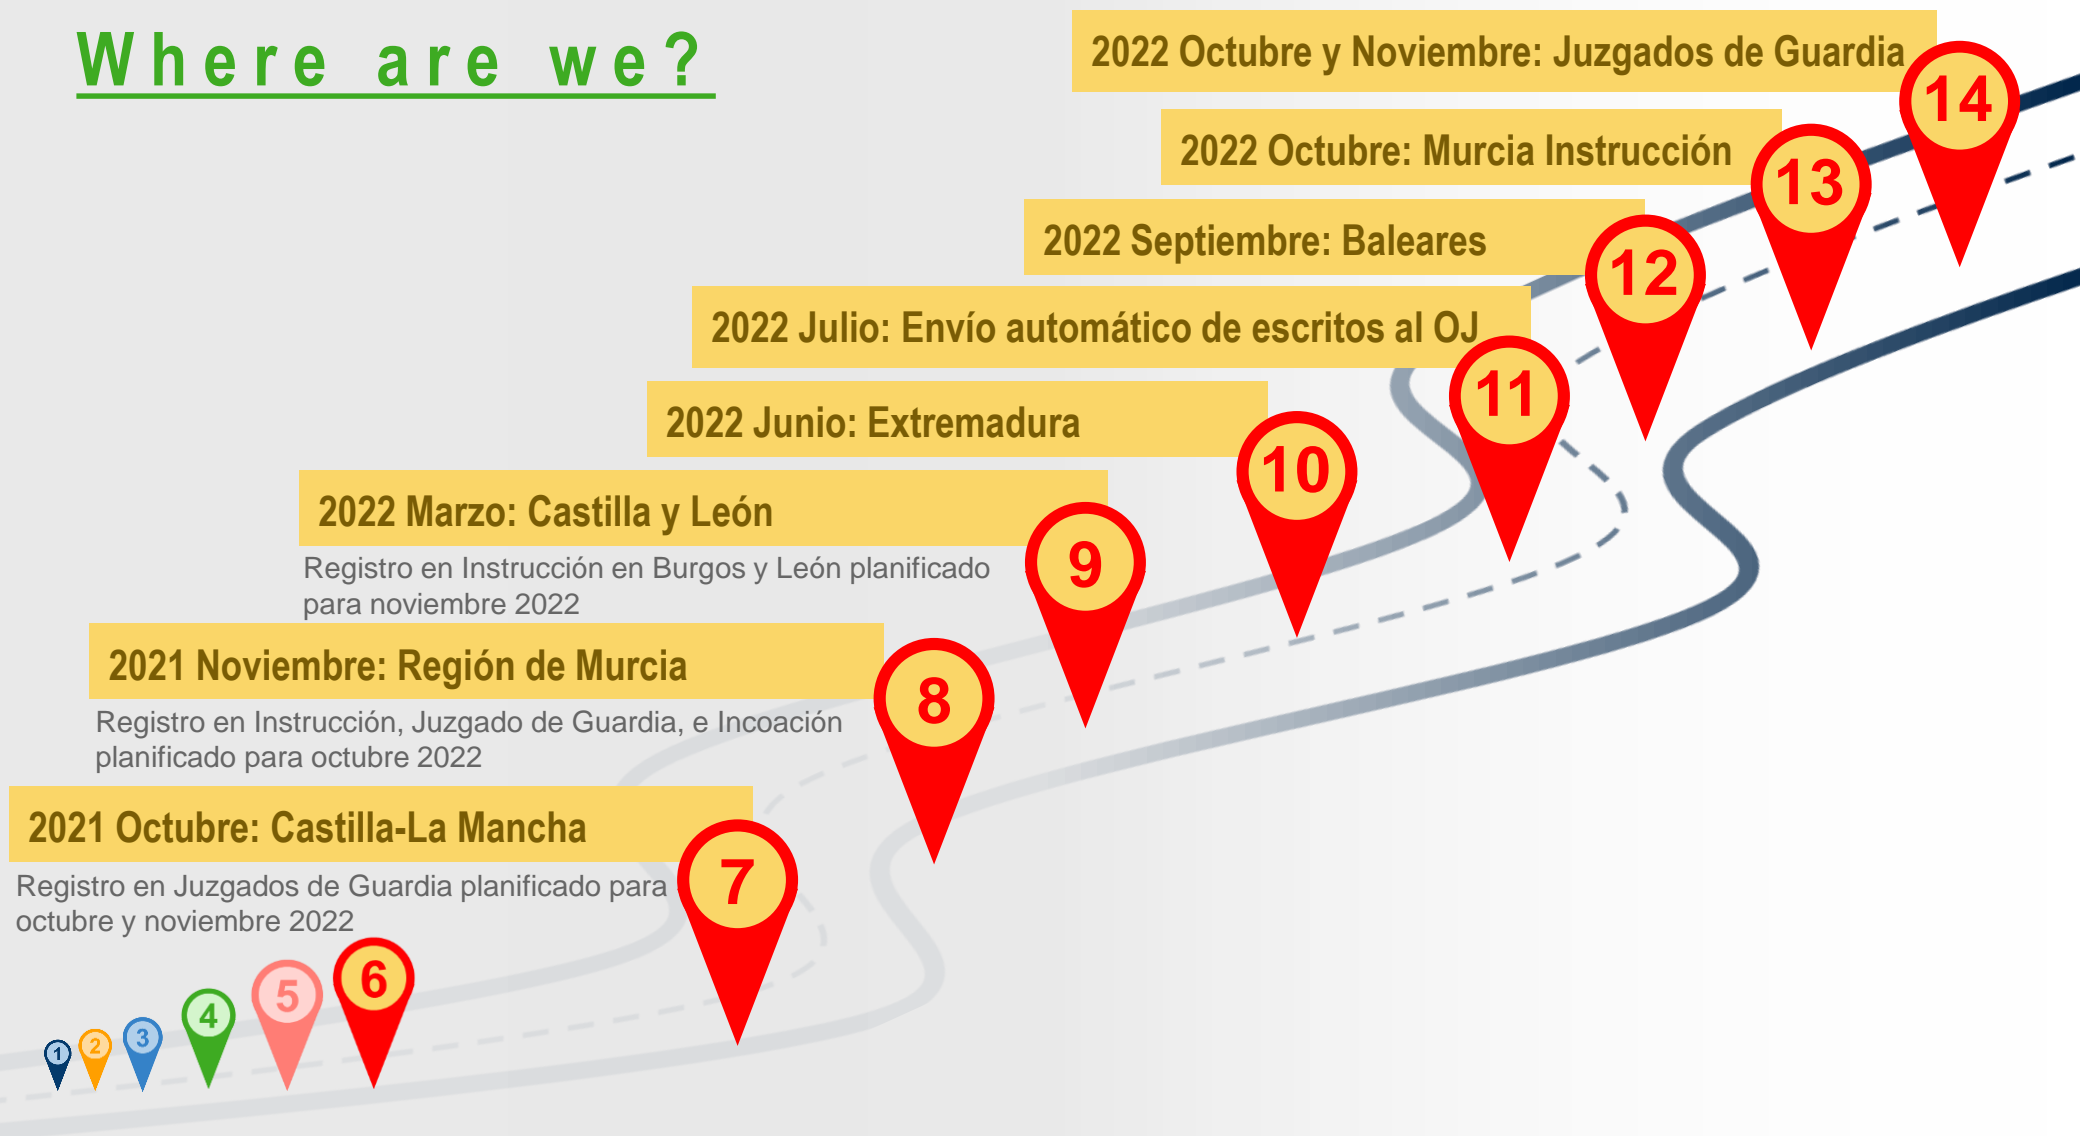 Where are we?
2022 Octubre y Noviembre: Juzgados de Guardia
14
2022 Octubre: Murcia Instrucción
13
2022 Septiembre: Baleares
12
2022 Julio: Envío automático de escritos al OJ
11
2022 Junio: Extremadura
10
2022 Marzo: Castilla y León
9
Registro en Instrucción en Burgos y León planificado
para noviembre 2022
2021 Noviembre: Región de Murcia
8
Registro en Instrucción, Juzgado de Guardia, e Incoación
planificado para octubre 2022
2021 Octubre: Castilla-La Mancha
7
Registro en Juzgados de Guardia planificado para
octubre y noviembre 2022
6
5
4
3
2
1